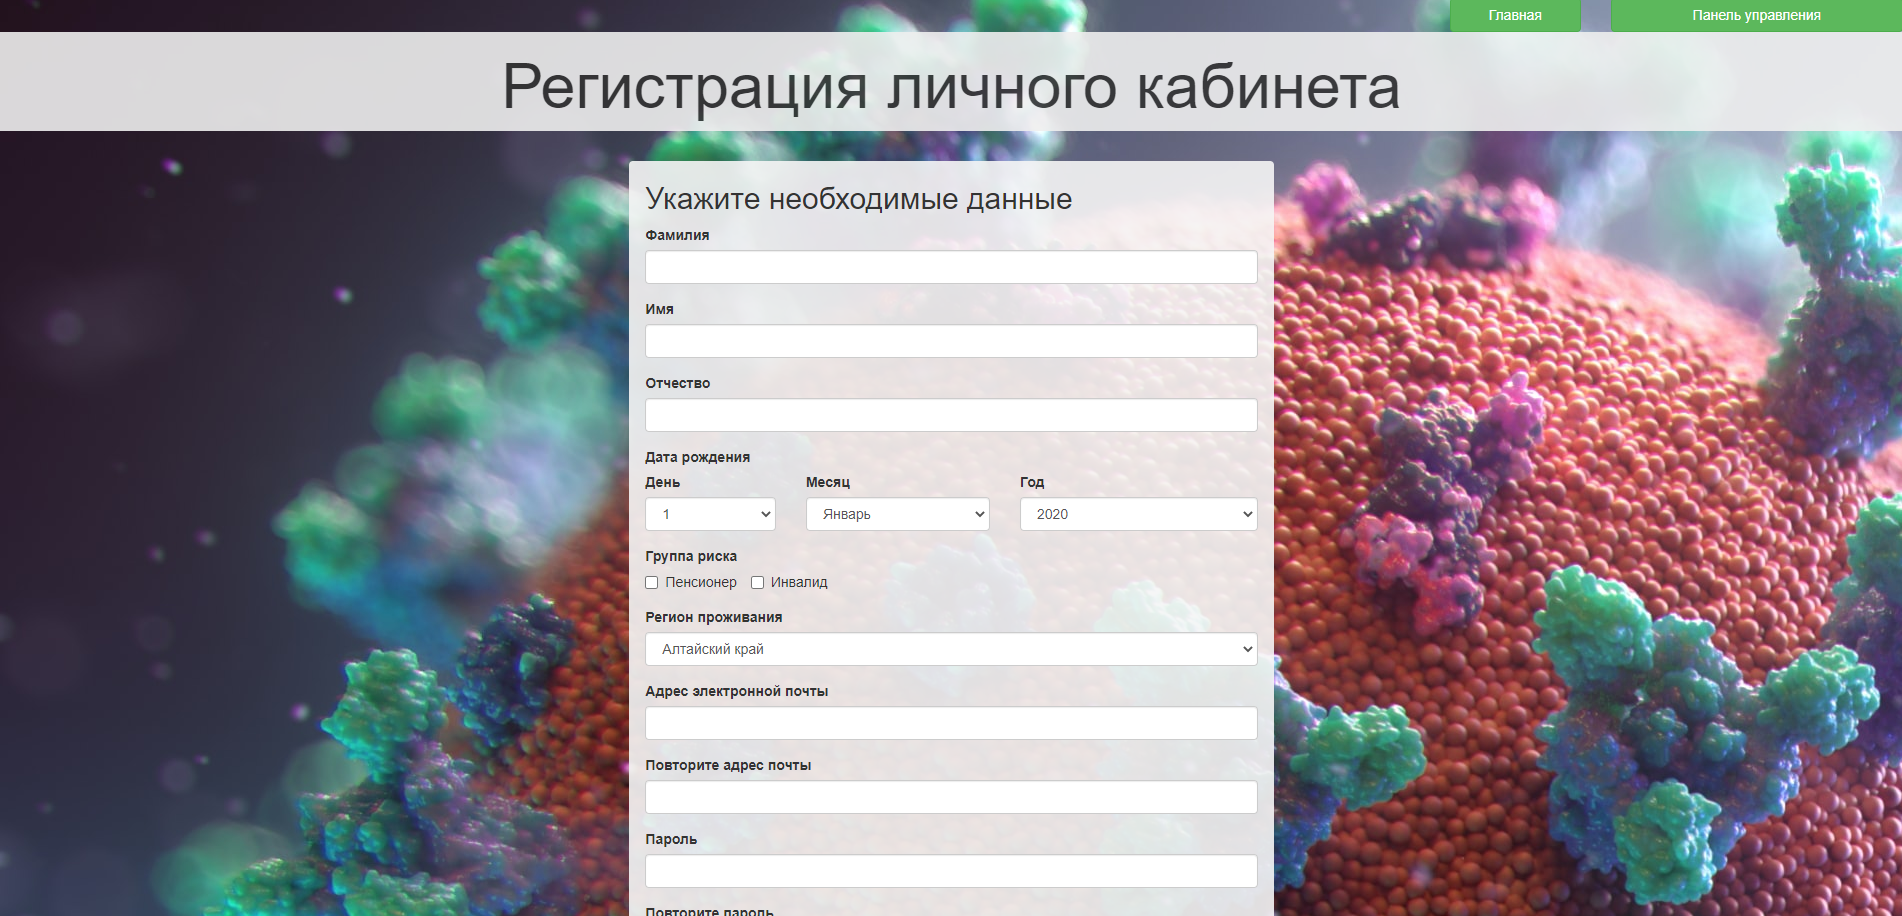 Главная
Панель управления
Регистрация личного кабинета
Укажите необходимые данные
Фамилия
Имя
Отчество
Дата рождения
День Месяц Год
1 Январь 2020
Группа риска
Пенсионер Инвалид
Регион проживания
Алтайский край
Адрес электронной почты
Повторите адрес почты
Пароль
Повторите пароль